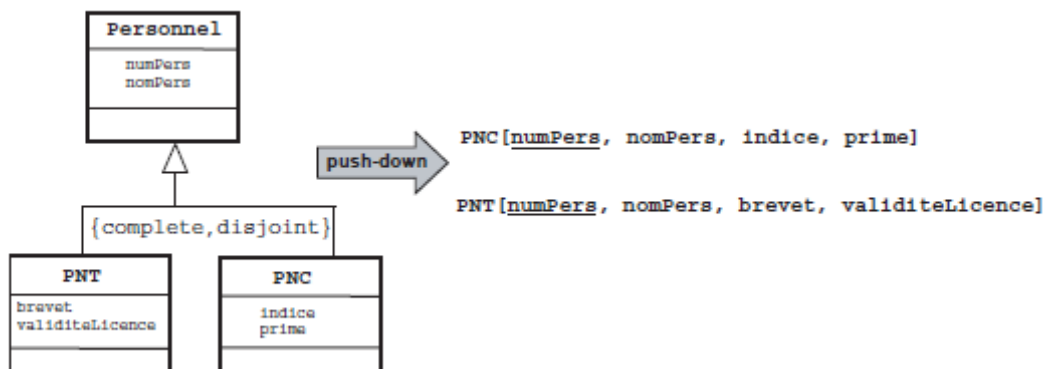 Personnel
numPers
nomPers
push-down
PNC[numPers, nomPers, indice, prime]
PNT[numPers, nomPers, brevet, validiteLicence]
{complete,disjoint}
PNT
brevet
validiteLicence
PNC
indice
prime